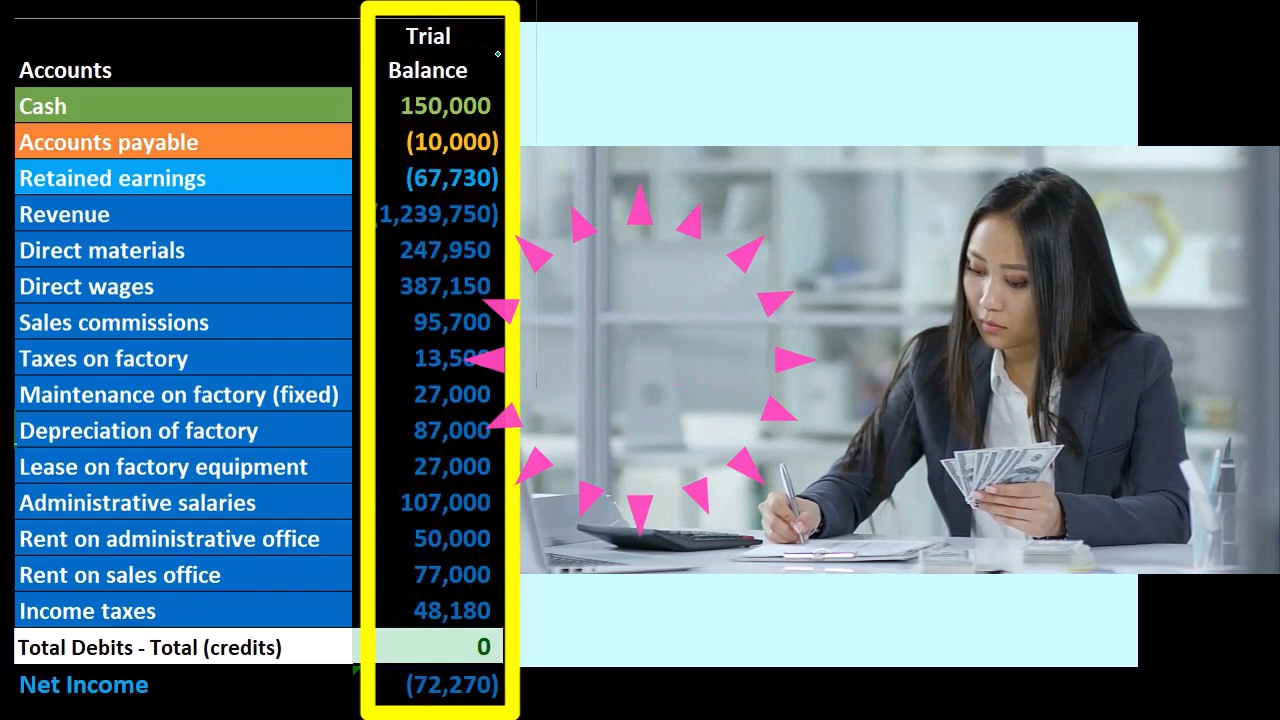 Trial
Accounts Balance
Cash 150,000
Accounts payable (10,000)
Retained earnings (67,730)
Revenue (1,239,750)
Direct materials 247,950
Direct wages 387,150
Sales commissions 95,700
Taxes on factory 13,500
Maintenance on factory (fixed) 27,000
Depreciation of factory 87,000
Lease on factory equipment 27,000
Administrative salaries 107,000
Rent on administrative office 50,000
Rent on sales office 77,000
Income taxes 48,180
Total Debits - Total (credits) 0
Net Income (72,270)